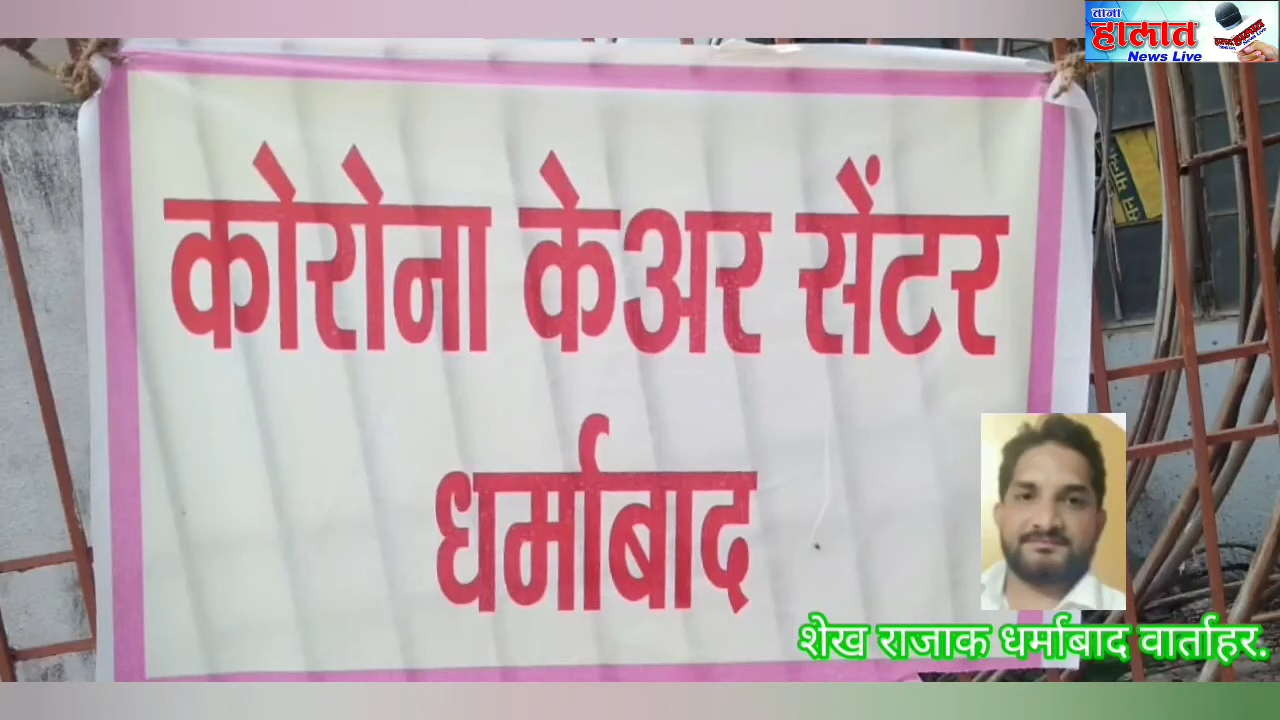 ताजा
हालात
News Live
कोरोना केअर सेंटर
धर्माबाद
शेख राजाक धर्माबाद वार्ताहर.